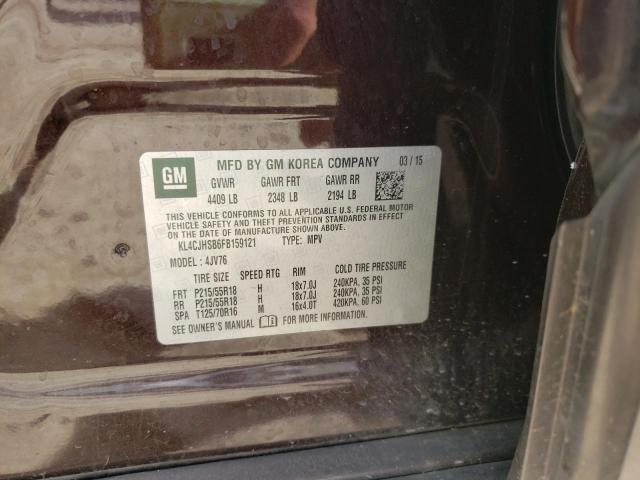 GM MFD BY GM KOREA COMPANY 03 / 15
GVWR GAWR FRT GAWR RR
4409 LB 2348 LB 2194 LB
THIS VEHICLE CONFORMS TO ALL APPLICABLE U.S. FEDERAL MOTOR
VEHICLE SAFETY, BUMPER, AND THEFT PREVENTION STANDARDS IN EFFECT
ON THE DATE OF MANUFACTURE SHOWN ABOVE.
KL4CJHSB6FB159121 TYPE: MPV
MODEL : 4JV76
TIRE SIZE SPEED RTG RIM COLD TIRE PRESSURE
FRT P215/55R18 H 18x7.0J 240KPA, 35 PSI
RR P215/55R18 H 18x7.0J 240KPA, 35 PSI
SPA T125/70R16 M 16x4.0T 420KPA, 60 PSI
SEE OWNER'S MANUAL FOR MORE INFORMATION.